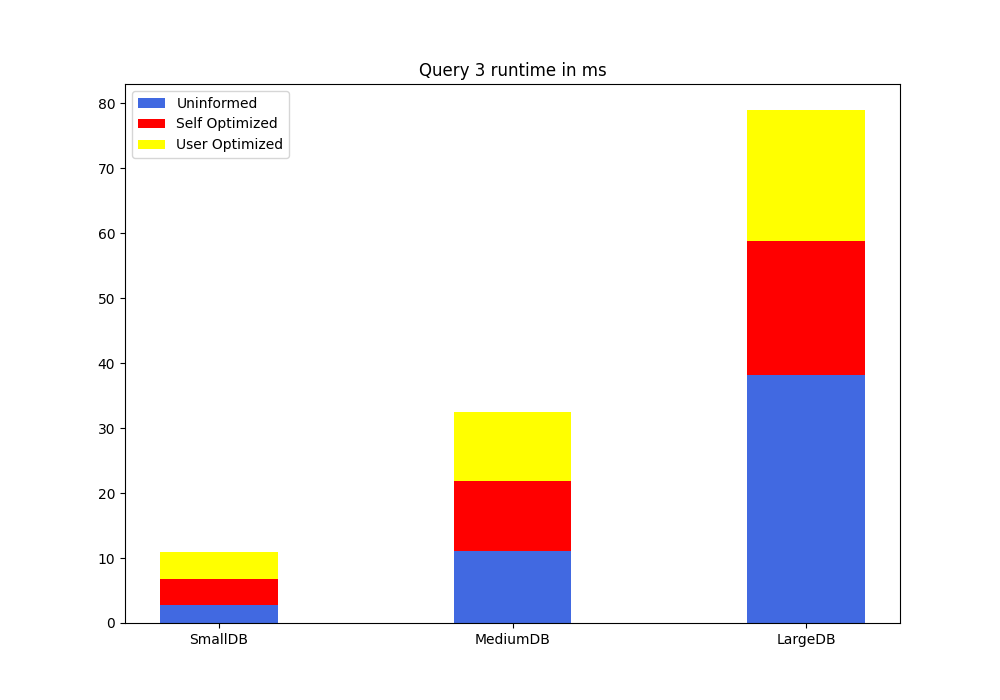 Query 3 runtime in ms
Uninformed
Self Optimized
User Optimized
80
70
60
50
40
30
20
10
0
SmallDB MediumDB LargeDB